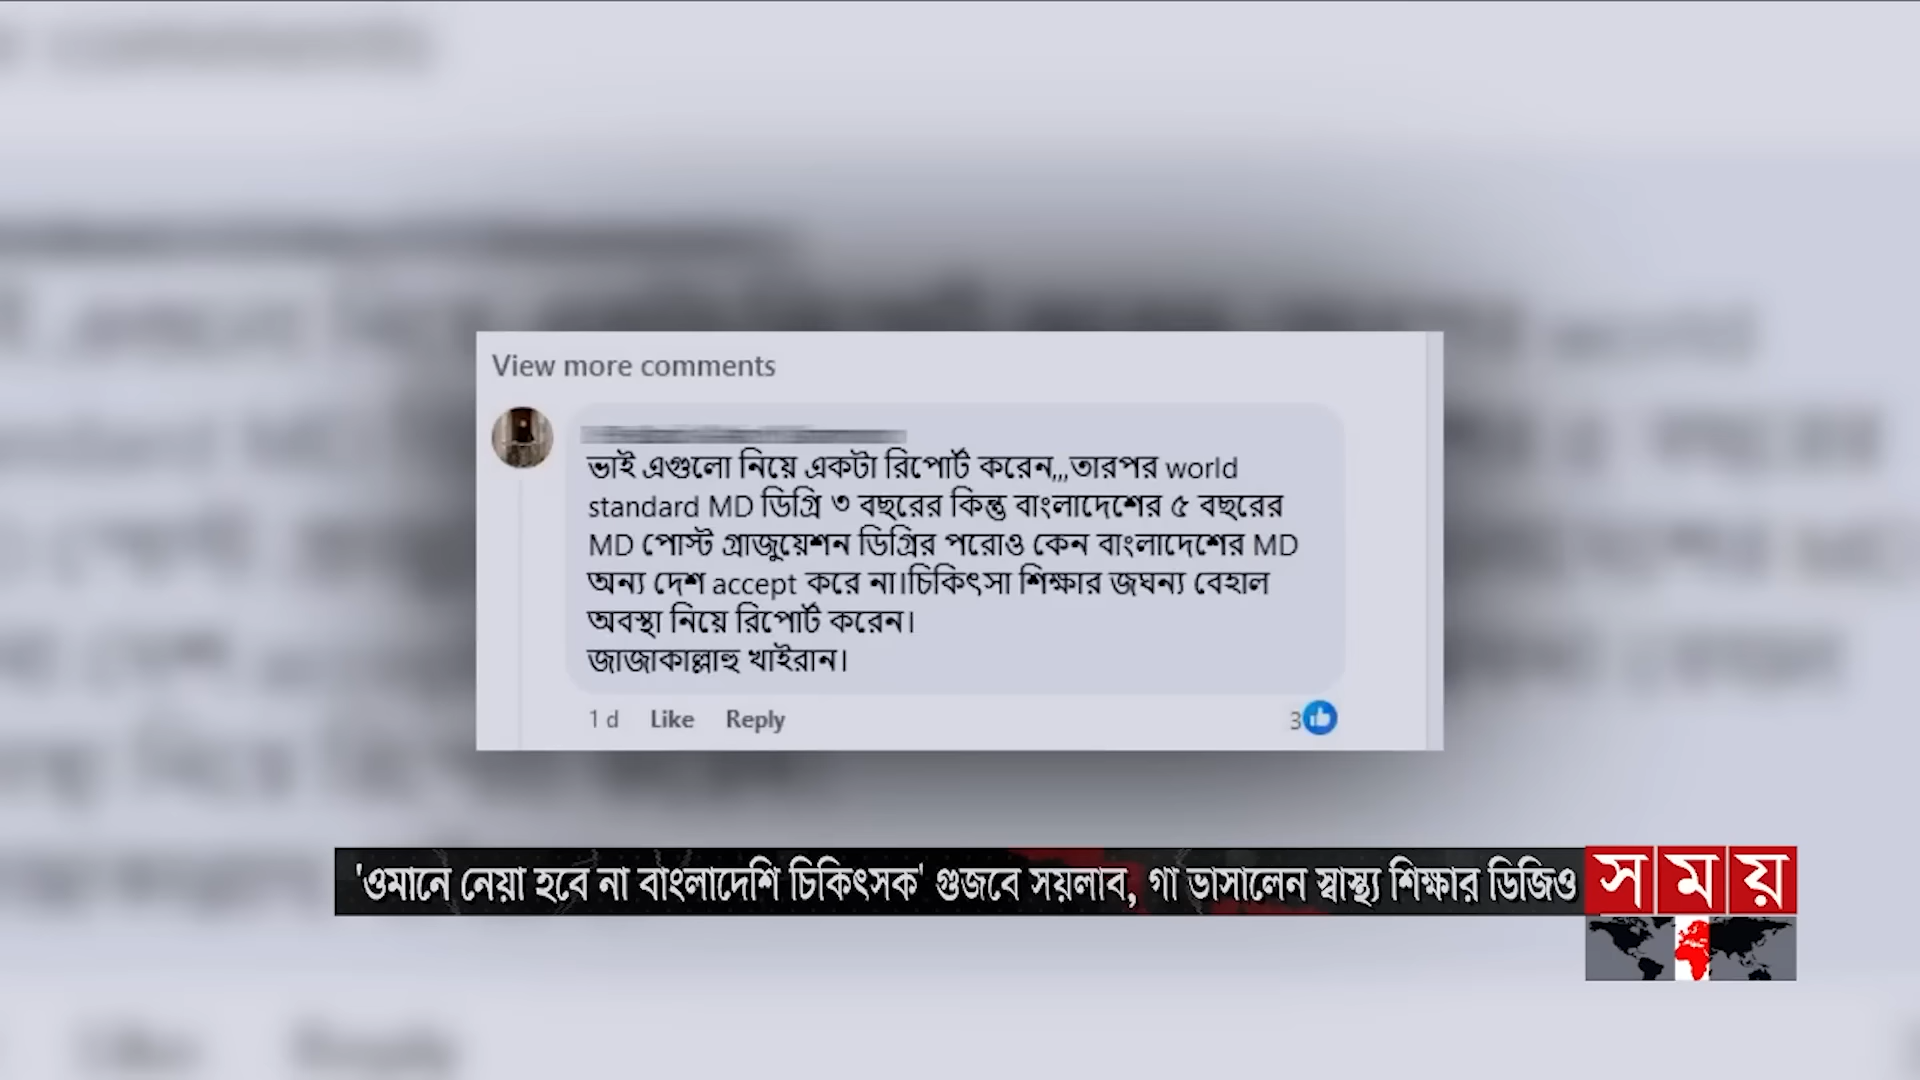 View more comments
ভাই এগুলো নিয়ে একটা রিপোর্ট করেন,,,তারপর world
standard MD ডিগ্রি ৩ বছরের কিন্তু বাংলাদেশের ৫ বছরের
MD পোস্ট গ্রাজুয়েশন ডিগ্রির পরোও কেন বাংলাদেশের MD
অন্য দেশ accept করে না।চিকিৎসা শিক্ষার জঘন্য বেহাল
অবস্থা নিয়ে রিপোর্ট করেন।
জাজাকাল্লাহু খাইরান।
1 d Like Reply 3
'ওমানে নেয়া হবে না বাংলাদেশি চিকিৎসক' গুজবে সয়লাব, গা ভাসালেন স্বাস্থ্য শিক্ষার ডিজিও
সময়